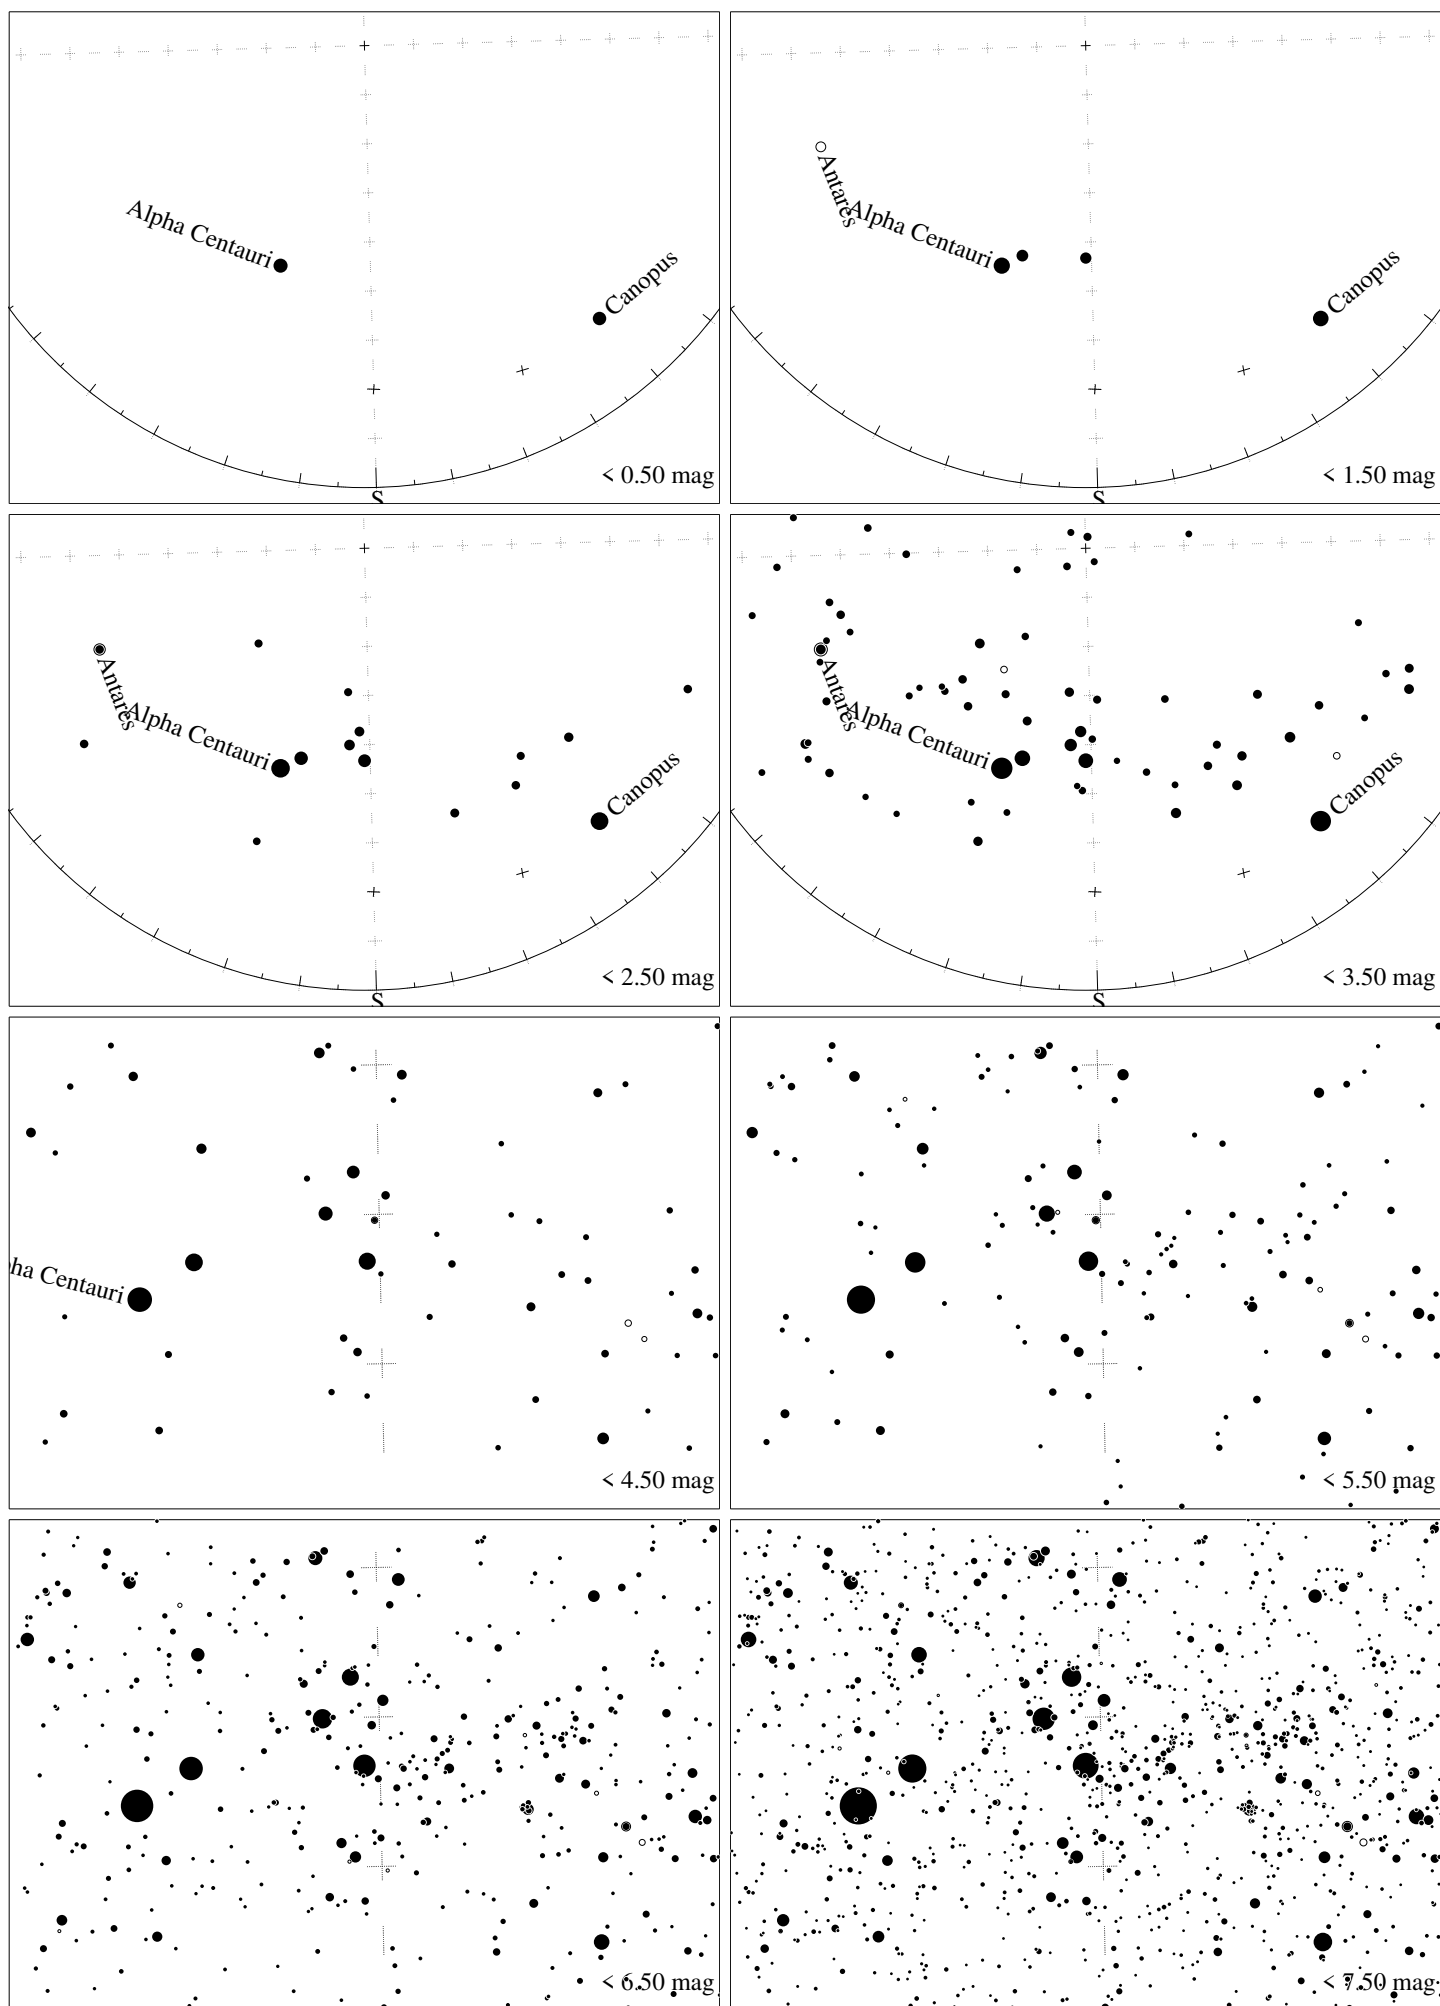 Alpha Centauri
Canopus
S
< 0.50 mag
Antares
Alpha Centauri
Canopus
S
< 1.50 mag
Antares
Alpha Centauri
Canopus
S
< 2.50 mag
Antares
Alpha Centauri
Canopus
S
< 3.50 mag
ha Centauri
< 4.50 mag
< 5.50 mag
< 6.50 mag
< 7.50 mag